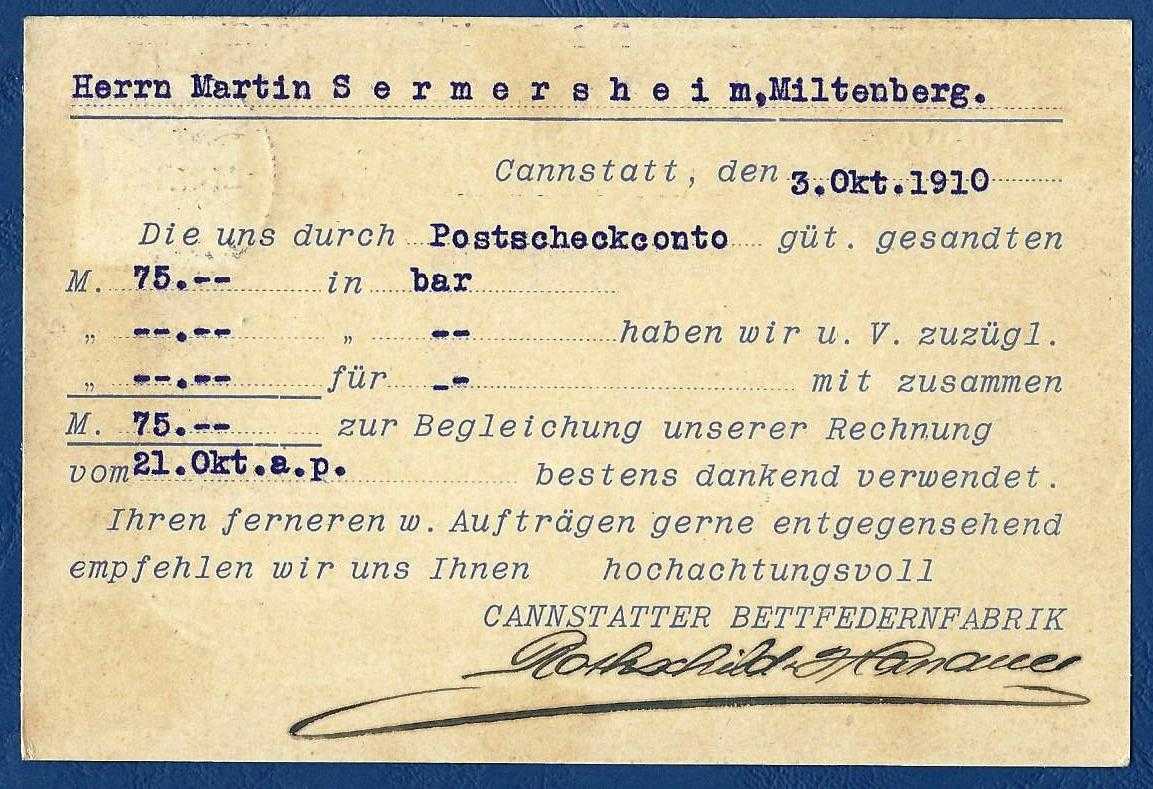 Herrn Martin S e r m e r s h e i m,Miltenberg.
Cannstatt, den 3.Okt.1910
Die uns durch Postscheckconto güt. gesandten
M. 75.-- in bar
„ --.-- „ -- haben wir u. V. zuzügl.
„ --.-- für -- mit zusammen
M. 75.-- zur Begleichung unserer Rechnung
vom 21.Okt.a.p. bestens dankend verwendet.
Ihren ferneren w. Aufträgen gerne entgegensehend
empfehlen wir uns Ihnen hochachtungsvoll
CANNSTATTER BETTFEDERNFABRIK
Rothschild & Hanauer